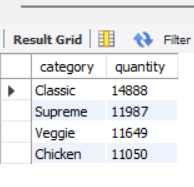 Result Grid Filter
category quantity
Classic 14888
Supreme 11987
Veggie 11649
Chicken 11050